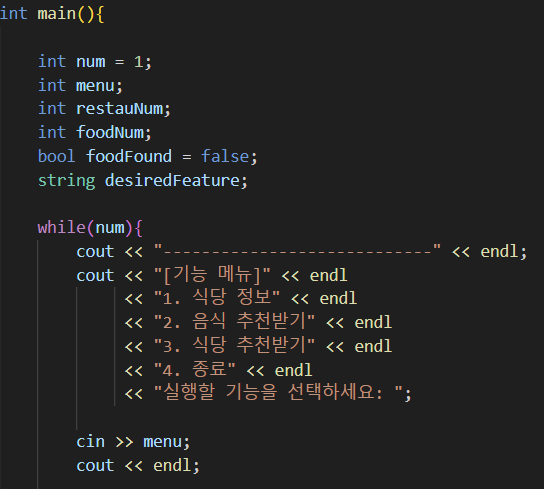 int main(){
int num = 1;
int menu;
int restauNum;
int foodNum;
bool foodFound = false;
string desiredFeature;
while(num){
cout << "----------------------------" << endl;
cout << "[기능 메뉴]" << endl
<< "1. 식당 정보" << endl
<< "2. 음식 추천받기" << endl
<< "3. 식당 추천받기" << endl
<< "4. 종료" << endl
<< "실행할 기능을 선택하세요: ";
cin >> menu;
cout << endl;